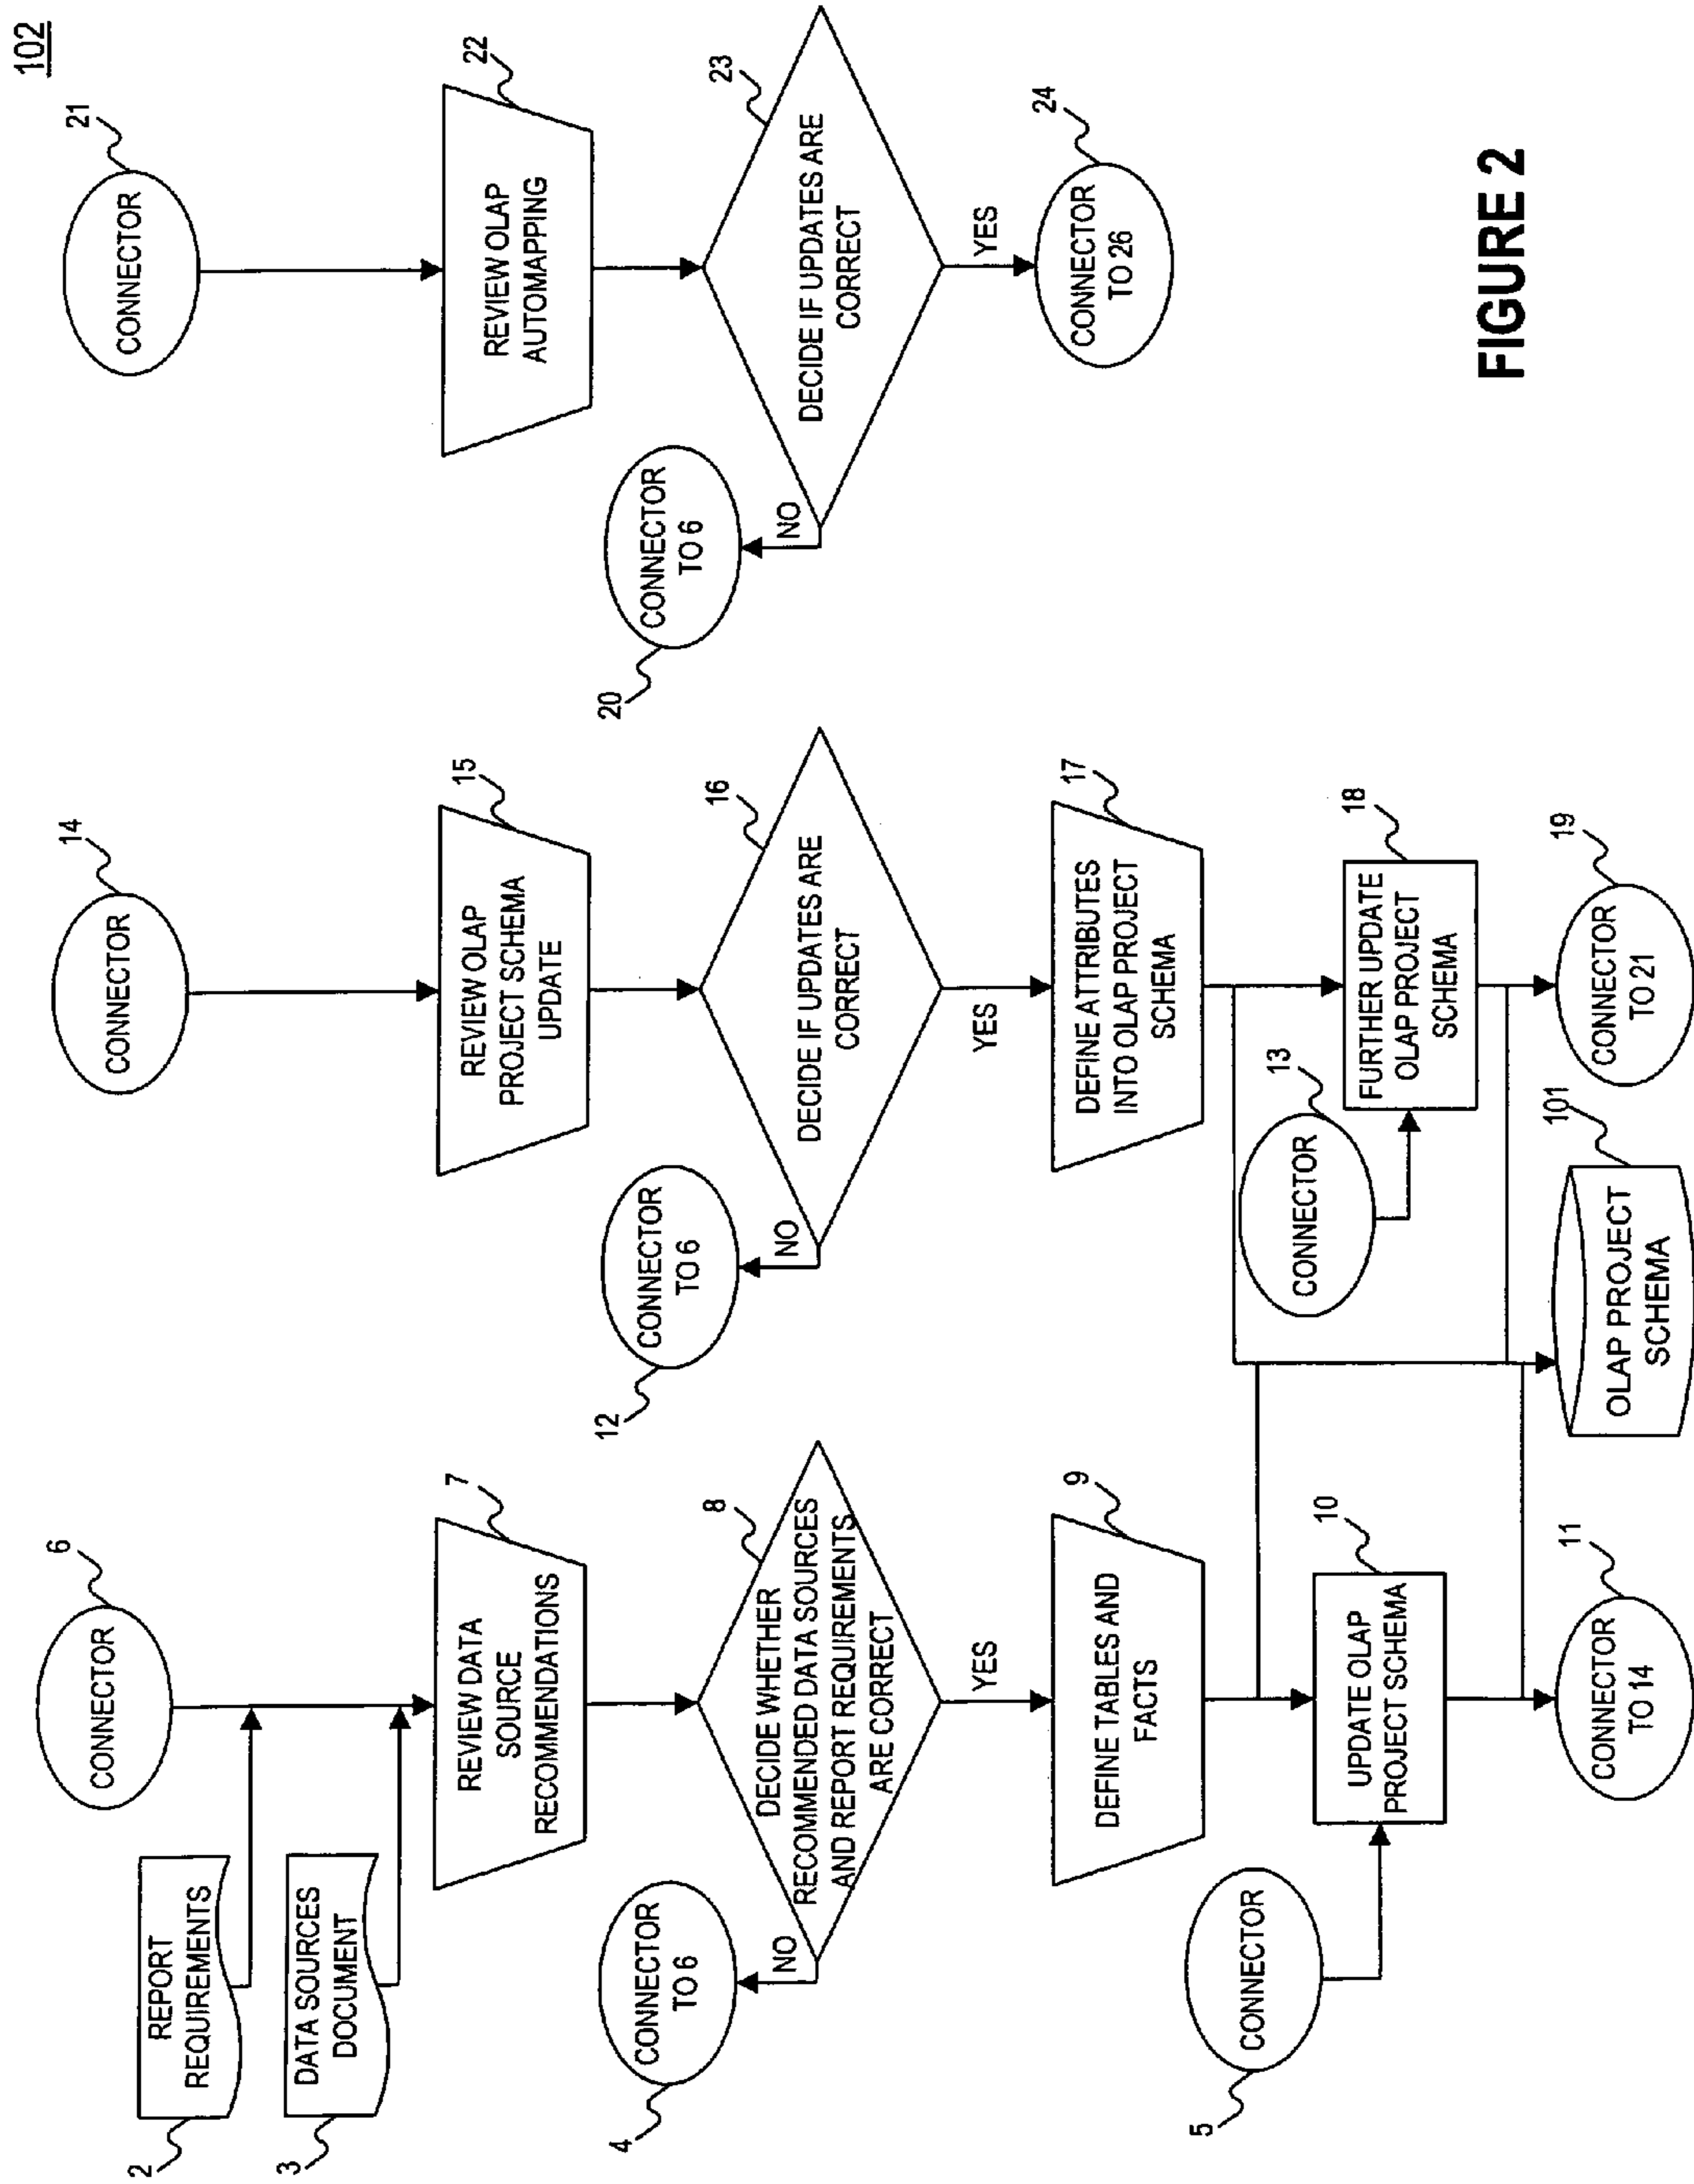 102
6
CONNECTOR
2
REPORT
REQUIREMENTS
3
DATA SOURCES
DOCUMENT
7
REVIEW DATA
SOURCE
RECOMMENDATIONS
8
DECIDE WHETHER
RECOMMENDED DATA SOURCES
AND REPORT REQUIREMENTS
ARE CORRECT
NO
4
CONNECTOR
TO 6
YES
9
DEFINE TABLES AND
FACTS
5
CONNECTOR
10
UPDATE OLAP
PROJECT SCHEMA
11
CONNECTOR
TO 14
14
CONNECTOR
15
REVIEW OLAP
PROJECT SCHEMA
UPDATE
16
DECIDE IF UPDATES ARE
CORRECT
NO
12
CONNECTOR
TO 6
YES
17
DEFINE ATTRIBUTES
INTO OLAP PROJECT
SCHEMA
13
CONNECTOR
18
FURTHER UPDATE
OLAP PROJECT
SCHEMA
101
OLAP PROJECT
SCHEMA
19
CONNECTOR
TO 21
21
CONNECTOR
22
REVIEW OLAP
AUTOMAPPING
23
DECIDE IF UPDATES ARE
CORRECT
NO
20
CONNECTOR
TO 6
YES
24
CONNECTOR
TO 26
FIGURE 2